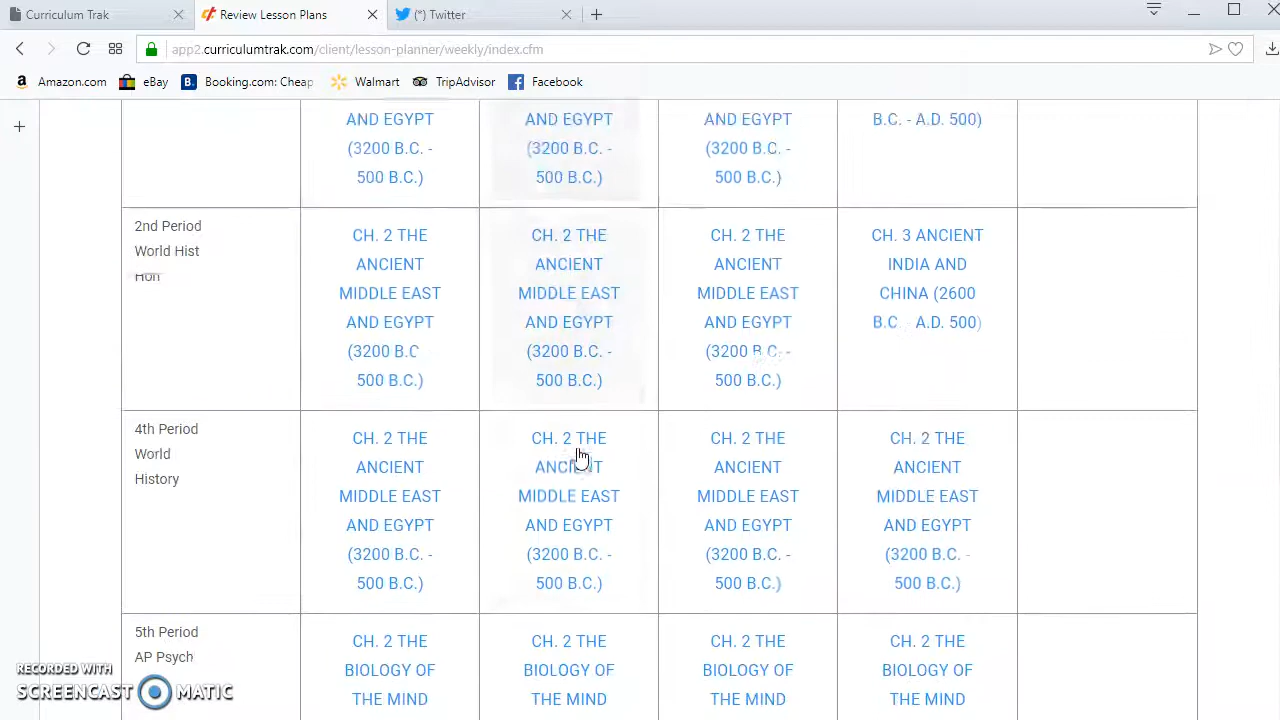 Curriculum Trak
Review Lesson Plans
(*) Twitter
app2.curriculumtrak.com/client/lesson-planner/weekly/index.cfm
Amazon.com
eBay
Booking.com: Cheap
Walmart
TripAdvisor
Facebook
AND EGYPT
(3200 B.C. -
500 B.C.)
AND EGYPT
(3200 B.C. -
500 B.C.)
AND EGYPT
(3200 B.C. -
500 B.C.)
B.C. - A.D. 500)
2nd Period
World Hist
Hon
CH. 2 THE
ANCIENT
MIDDLE EAST
AND EGYPT
(3200 B.C
500 B.C.)
CH. 2 THE
ANCIENT
MIDDLE EAST
AND EGYPT
(3200 B.C. -
500 B.C.)
CH. 2 THE
ANCIENT
MIDDLE EAST
AND EGYPT
(3200 B.C. -
500 B.C.)
CH. 3 ANCIENT
INDIA AND
CHINA (2600
B.C. - A.D. 500)
4th Period
World
History
CH. 2 THE
ANCIENT
MIDDLE EAST
AND EGYPT
(3200 B.C. -
500 B.C.)
CH. 2 THE
ANCIENT
MIDDLE EAST
AND EGYPT
(3200 B.C. -
500 B.C.)
CH. 2 THE
ANCIENT
MIDDLE EAST
AND EGYPT
(3200 B.C. -
500 B.C.)
CH. 2 THE
ANCIENT
MIDDLE EAST
AND EGYPT
(3200 B.C. -
500 B.C.)
5th Period
AP Psych
CH. 2 THE
BIOLOGY OF
THE MIND
CH. 2 THE
BIOLOGY OF
THE MIND
CH. 2 THE
BIOLOGY OF
THE MIND
CH. 2 THE
BIOLOGY OF
THE MIND
RECORDED WITH
SCREENCAST MATIC